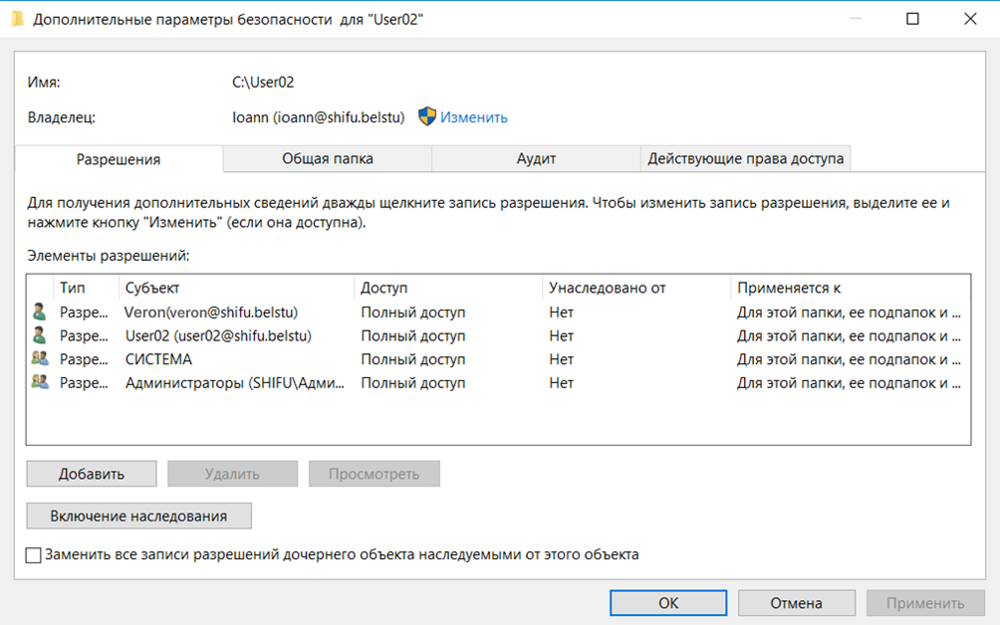 Дополнительные параметры безопасности для "User02"
Имя: C:\User02
Владелец: Ioann (ioann@shifu.belstu) Изменить
Разрешения Общая папка Аудит Действующие права доступа
Для получения дополнительных сведений дважды щелкните запись разрешения. Чтобы изменить запись разрешения, выделите ее и
нажмите кнопку "Изменить" (если она доступна).
Элементы разрешений:
Тип Субъект Доступ Унаследовано от Применяется к
Разре... Veron(veron@shifu.belstu) Полный доступ Нет Для этой папки, ее подпапок и ...
Разре... User02 (user02@shifu.belstu) Полный доступ Нет Для этой папки, ее подпапок и ...
Разре... СИСТЕМА Полный доступ Нет Для этой папки, ее подпапок и ...
Разре... Администраторы (SHIFU\Адми... Полный доступ Нет Для этой папки, ее подпапок и ...
Добавить Удалить Просмотреть
Включение наследования
Заменить все записи разрешений дочернего объекта наследуемыми от этого объекта
ОК Отмена Применить